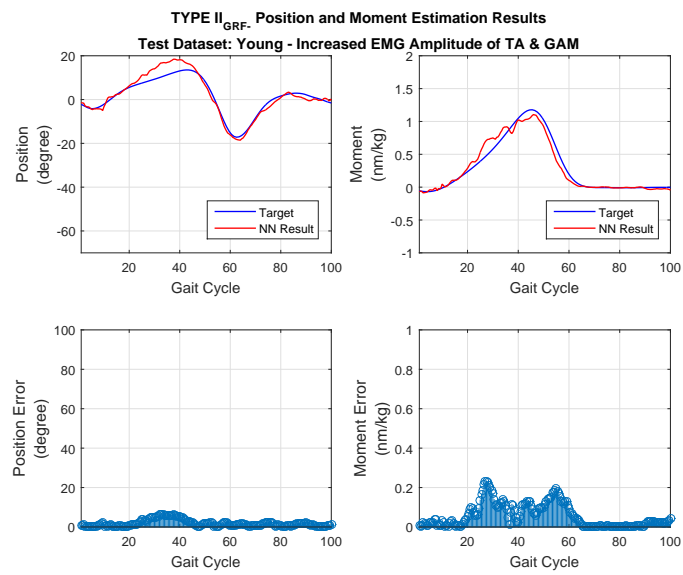 TYPE II_GRF- Position and Moment Estimation Results
Test Dataset: Young - Increased EMG Amplitude of TA & GAM
Position
(degree)
20
0
-20
-40
-60
Target
NN Result
20 40 60 80 100
Gait Cycle
Moment
(nm/kg)
2
1
0.5
0
-0.5
-1
Target
NN Result
20 40 60 80 100
Gait Cycle
Position Error
(degree)
100
80
60
40
20
0
20 40 60 80 100
Gait Cycle
Moment Error
(nm/kg)
1
0.8
0.6
0.4
0.2
0
20 40 60 80 100
Gait Cycle